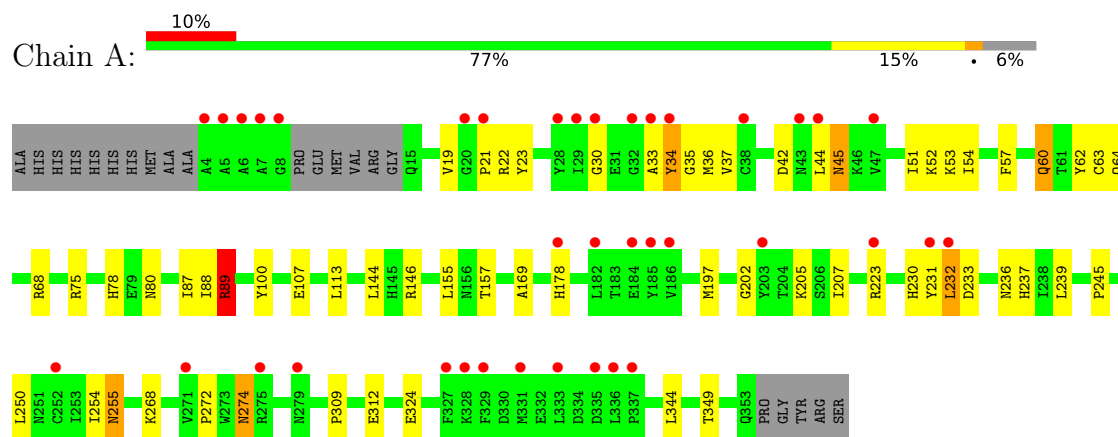 10%
Chain A:
77% 15% • 6%
ALA HIS HIS HIS HIS HIS HIS MET ALA ALA A4 A5 A6 A7 G8 PRO GLU MET VAL ARG GLY Q15 V19 G20 P21 R22 Y23 Y28 I29 G30 E31 G32 A33 Y34 G35 M36 V37 C38 D42 N43 L44 N45 K46 V47 I51 K52 K53 I54 F57 Q60 T61 Y62 C63 Q64
R68 R75 H78 E79 N80 I87 I88 R89 Y100 E107 L113 L144 H145 R146 L155 N156 T157 A169 H178 L182 T183 E184 Y185 V186 M197 G202 Y203 T204 K205 S206 I207 R223 H230 Y231 L232 D233 N236 H237 I238 L239 P245
L250 N251 C252 I253 I254 N255 K268 V271 P272 W273 N274 R275 N279 P309 E312 E324 F327 K328 F329 D330 M331 E332 L333 D334 D335 L336 P337 L344 T349 Q353 PRO GLY TYR ARG SER